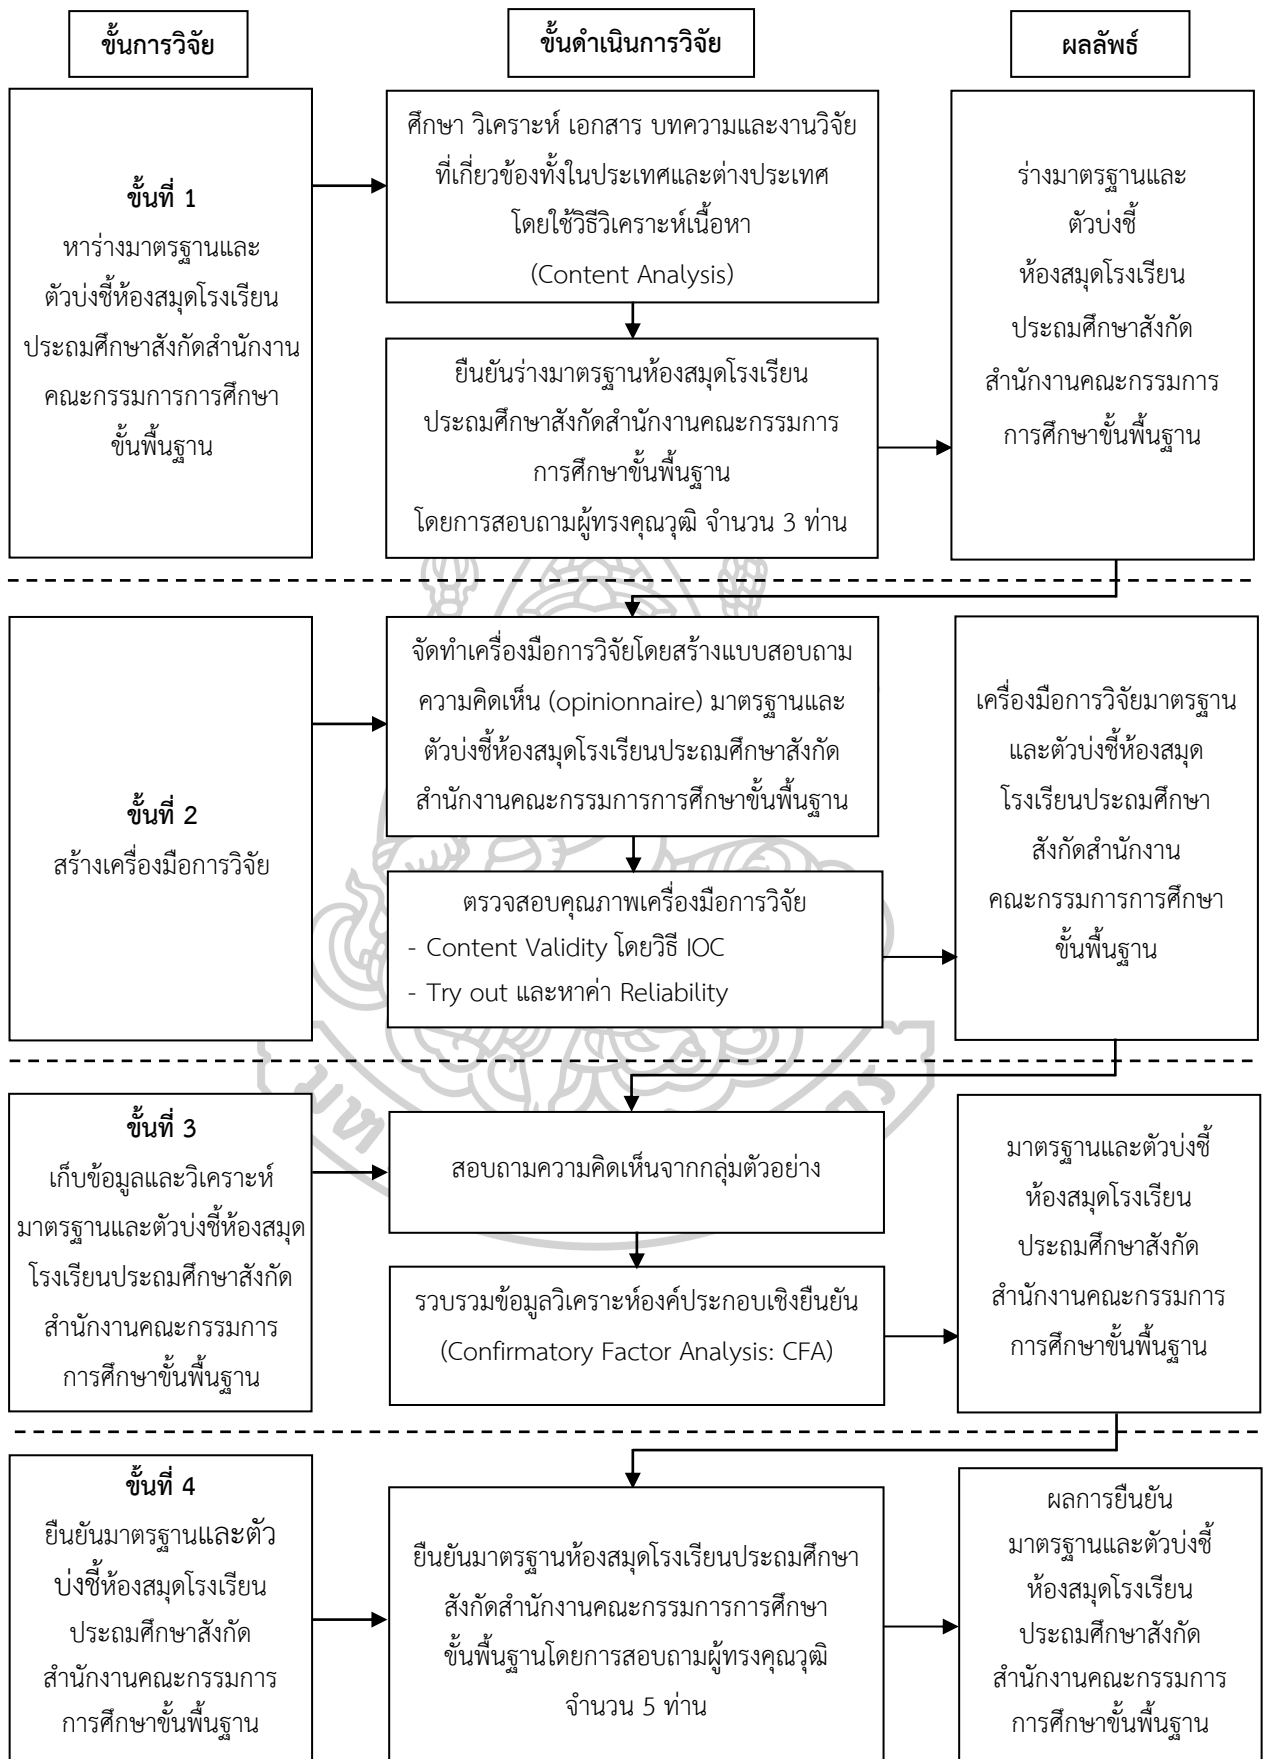 ขั้นการวิจัย
ขั้นดำเนินการวิจัย
ผลลัพธ์
ขั้นที่ 1
หาร่างมาตรฐานและ
ตัวบ่งชี้ห้องสมุดโรงเรียน
ประถมศึกษาสังกัดสำนักงาน
คณะกรรมการการศึกษา
ขั้นพื้นฐาน
ศึกษา วิเคราะห์ เอกสาร บทความและงานวิจัย
ที่เกี่ยวข้องทั้งในประเทศและต่างประเทศ
โดยใช้วิธีวิเคราะห์เนื้อหา
(Content Analysis)
ยืนยันร่างมาตรฐานห้องสมุดโรงเรียน
ประถมศึกษาสังกัดสำนักงานคณะกรรมการ
การศึกษาขั้นพื้นฐาน
โดยการสอบถามผู้ทรงคุณวุฒิ จำนวน 3 ท่าน
ร่างมาตรฐานและ
ตัวบ่งชี้
ห้องสมุดโรงเรียน
ประถมศึกษาสังกัด
สำนักงานคณะกรรมการ
การศึกษาขั้นพื้นฐาน
ขั้นที่ 2
สร้างเครื่องมือการวิจัย
จัดทำเครื่องมือการวิจัยโดยสร้างแบบสอบถาม
ความคิดเห็น (opinionnaire) มาตรฐานและ
ตัวบ่งชี้ห้องสมุดโรงเรียนประถมศึกษาสังกัด
สำนักงานคณะกรรมการการศึกษาขั้นพื้นฐาน
ตรวจสอบคุณภาพเครื่องมือการวิจัย
- Content Validity โดยวิธี IOC
- Try out และหาค่า Reliability
เครื่องมือการวิจัยมาตรฐาน
และตัวบ่งชี้ห้องสมุด
โรงเรียนประถมศึกษา
สังกัดสำนักงาน
คณะกรรมการการศึกษา
ขั้นพื้นฐาน
ขั้นที่ 3
เก็บข้อมูลและวิเคราะห์
มาตรฐานและตัวบ่งชี้ห้องสมุด
โรงเรียนประถมศึกษาสังกัด
สำนักงานคณะกรรมการ
การศึกษาขั้นพื้นฐาน
สอบถามความคิดเห็นจากกลุ่มตัวอย่าง
รวบรวมข้อมูลวิเคราะห์องค์ประกอบเชิงยืนยัน
(Confirmatory Factor Analysis: CFA)
มาตรฐานและตัวบ่งชี้
ห้องสมุดโรงเรียน
ประถมศึกษาสังกัด
สำนักงานคณะกรรมการ
การศึกษาขั้นพื้นฐาน
ขั้นที่ 4
ยืนยันมาตรฐานและตัว
บ่งชี้ห้องสมุดโรงเรียน
ประถมศึกษาสังกัด
สำนักงานคณะกรรมการ
การศึกษาขั้นพื้นฐาน
ยืนยันมาตรฐานห้องสมุดโรงเรียนประถมศึกษา
สังกัดสำนักงานคณะกรรมการการศึกษา
ขั้นพื้นฐานโดยการสอบถามผู้ทรงคุณวุฒิ
จำนวน 5 ท่าน
ผลการยืนยัน
มาตรฐานและตัวบ่งชี้
ห้องสมุดโรงเรียน
ประถมศึกษาสังกัด
สำนักงานคณะกรรมการ
การศึกษาขั้นพื้นฐาน